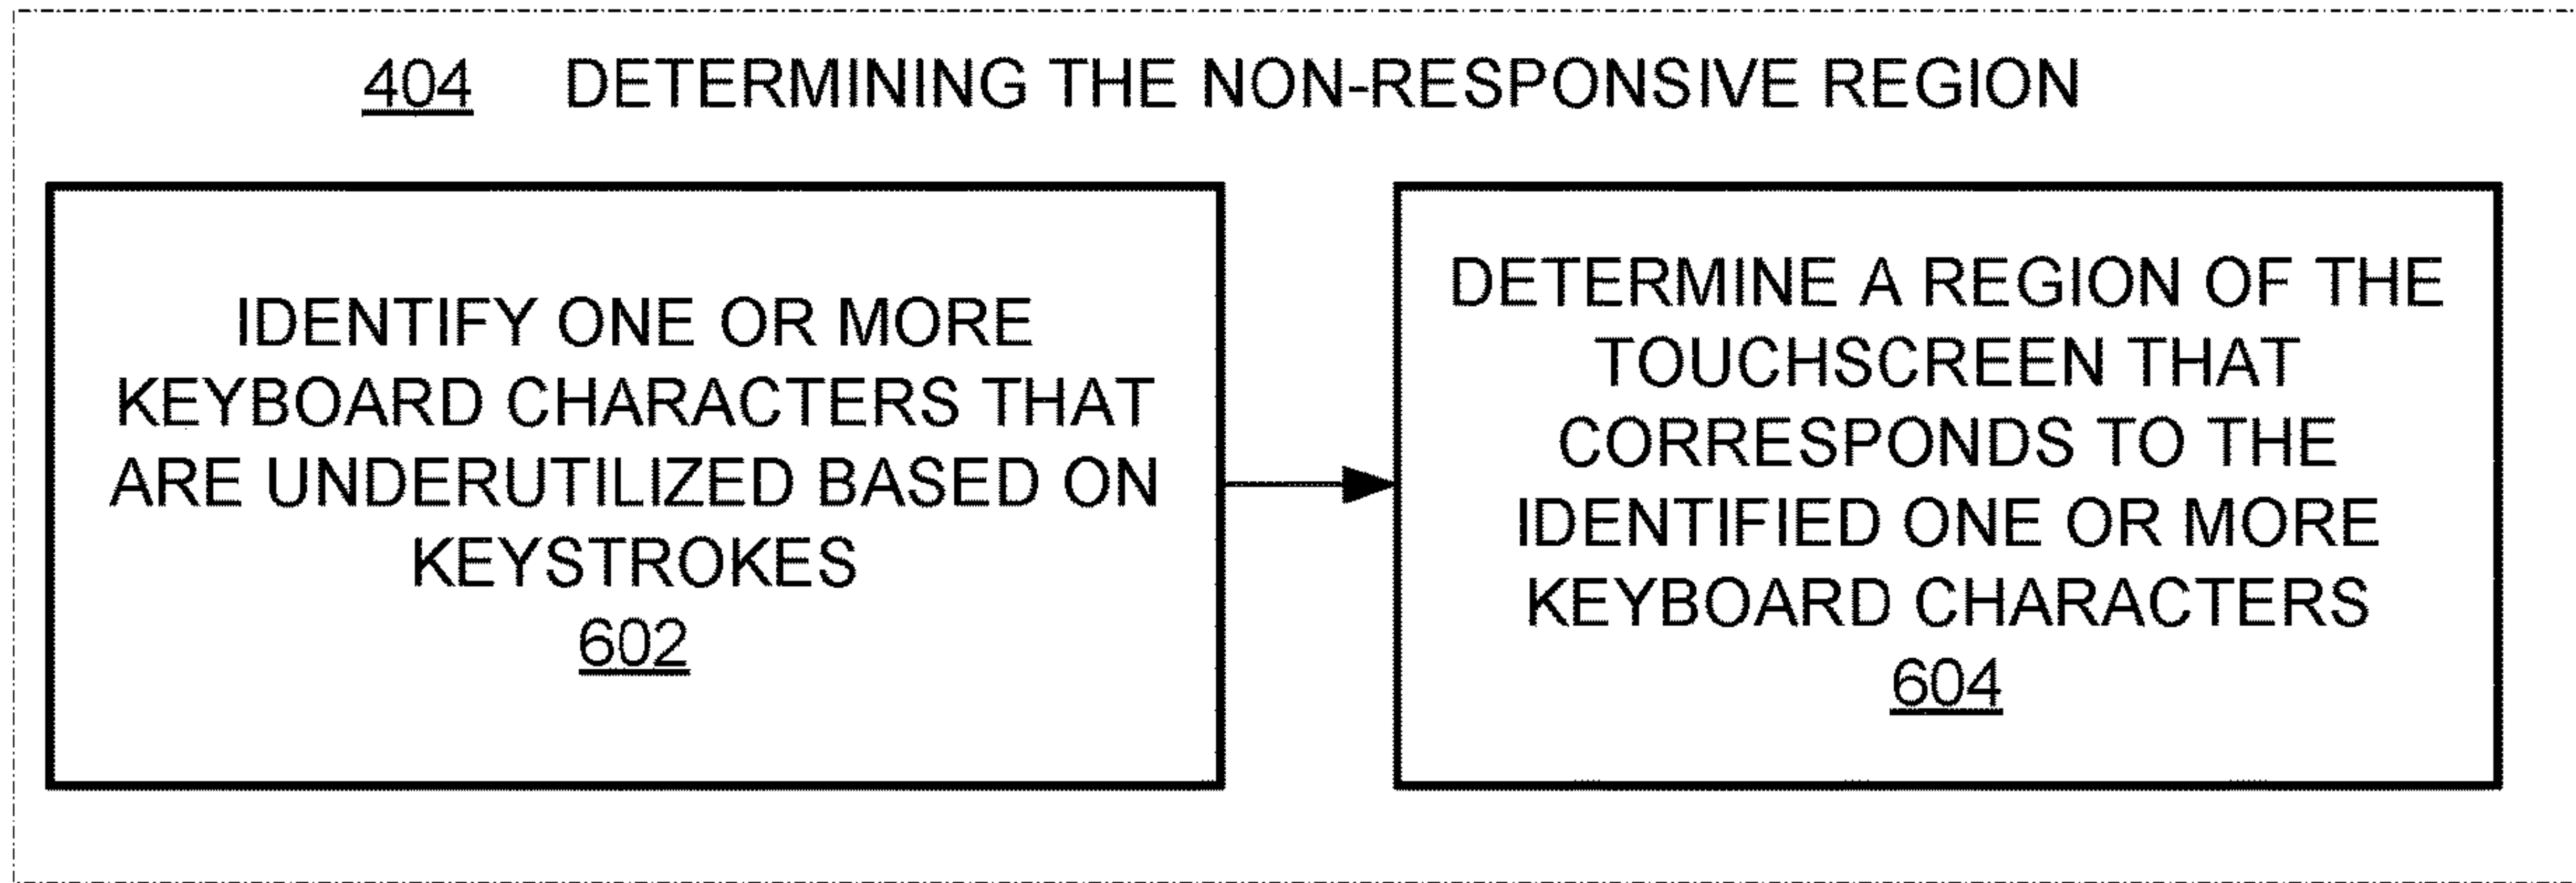 404 DETERMINING THE NON-RESPONSIVE REGION
IDENTIFY ONE OR MORE
KEYBOARD CHARACTERS THAT
ARE UNDERUTILIZED BASED ON
KEYSTROKES
602
DETERMINE A REGION OF THE
TOUCHSCREEN THAT
CORRESPONDS TO THE
IDENTIFIED ONE OR MORE
KEYBOARD CHARACTERS
604